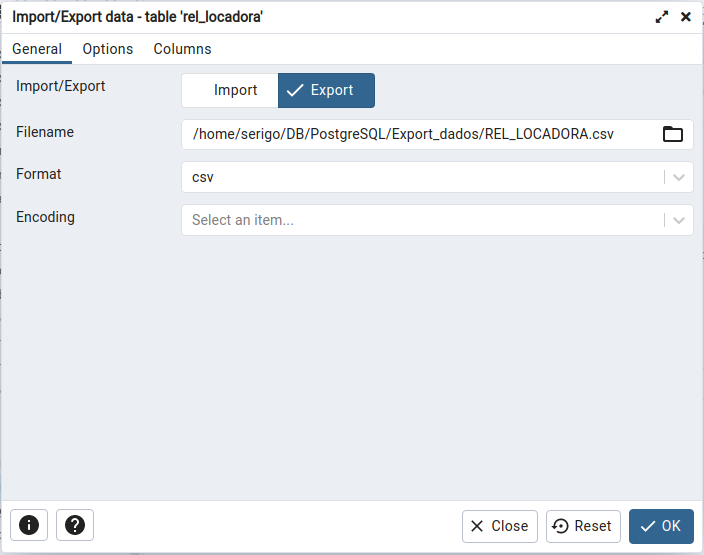 Import/Export data - table 'rel_locadora'
General Options Columns
Import/Export Import Export
Filename /home/serigo/DB/PostgreSQL/Export_dados/REL_LOCADORA.csv
Format csv
Encoding Select an item...
Close Reset OK